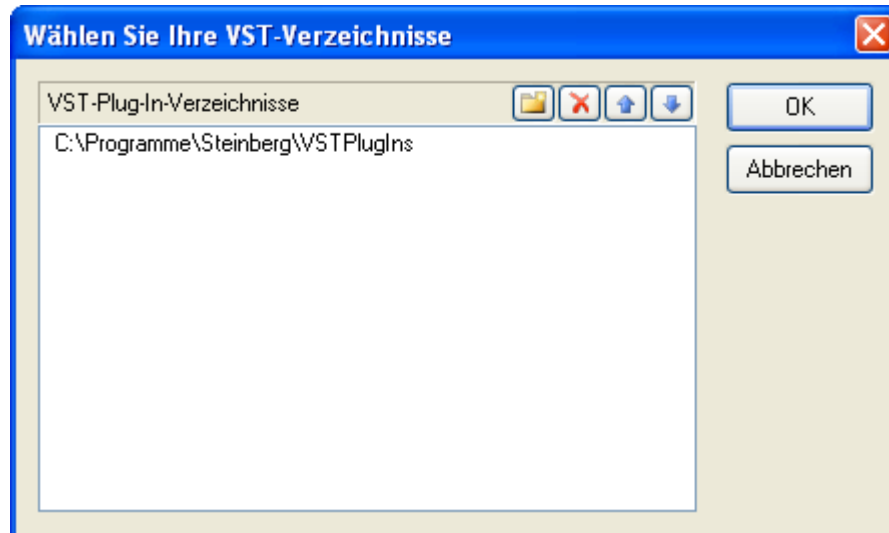 Wählen Sie Ihre VST-Verzeichnisse
VST-Plug-In-Verzeichnisse
OK
C:\Programme\Steinberg\VSTPlugIns
Abbrechen